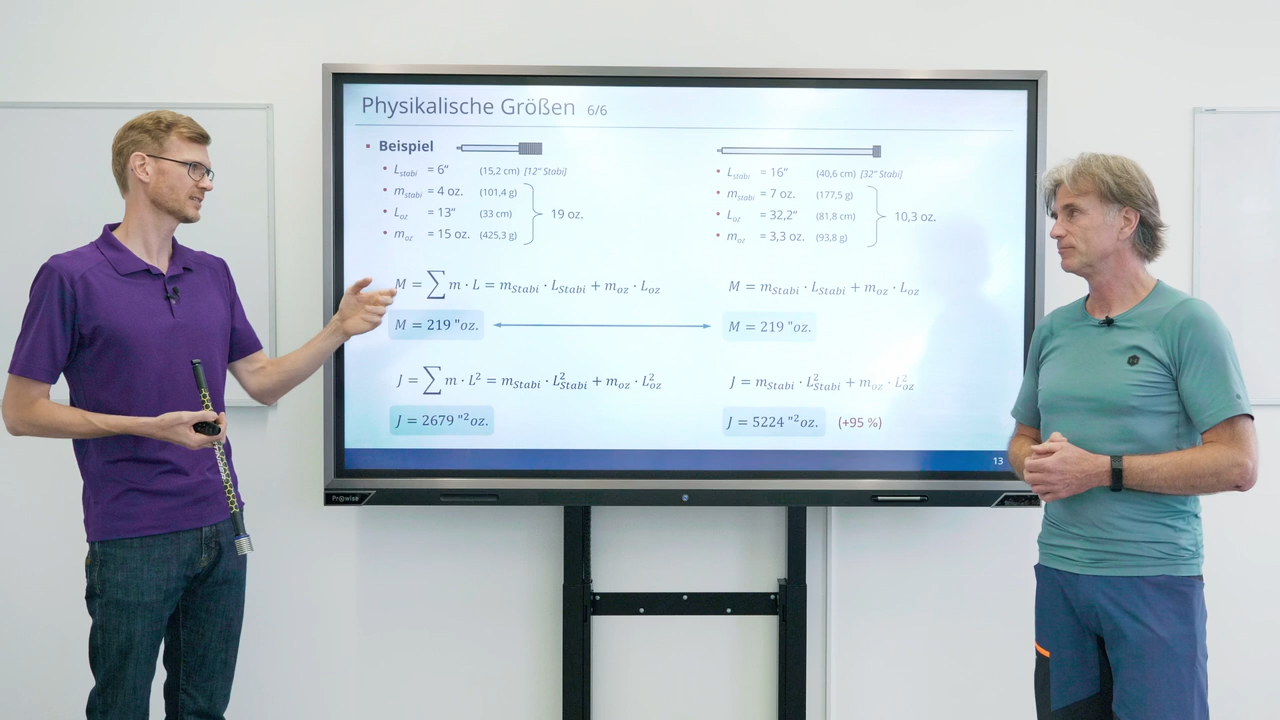 Physikalische Größen 6/6
▪ Beispiel
• L_stabi = 6“ (15,2 cm) [12“ Stabi]
• m_stabi = 4 oz. (101,4 g)
• L_oz = 13“ (33 cm)
• m_oz = 15 oz. (425,3 g)
19 oz.
M = ∑ m · L = m_Stabi · L_Stabi + m_oz · L_oz
M = 219 "oz.
J = ∑ m · L² = m_Stabi · L²_Stabi + m_oz · L²_oz
J = 2679 "²oz.
• L_stabi = 16“ (40,6 cm) [32“ Stabi]
• m_stabi = 7 oz. (177,5 g)
• L_oz = 32,2“ (81,8 cm)
• m_oz = 3,3 oz. (93,8 g)
10,3 oz.
M = m_Stabi · L_Stabi + m_oz · L_oz
M = 219 "oz.
J = m_Stabi · L²_Stabi + m_oz · L²_oz
J = 5224 "²oz. (+95 %)
13
Prowise